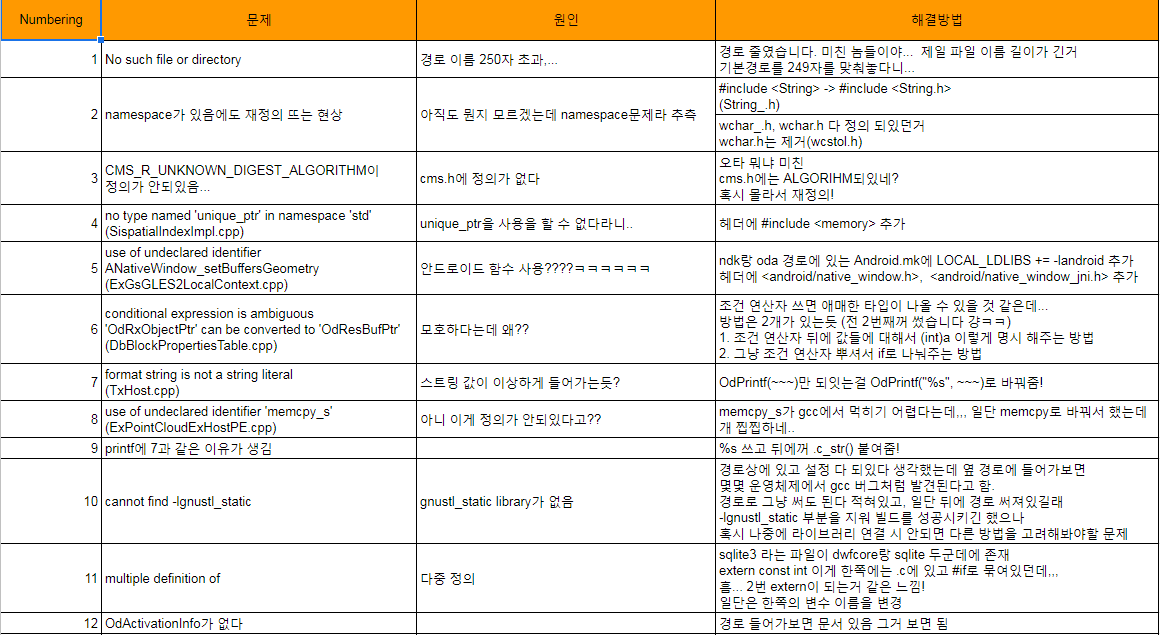 Numbering 문제 원인 해결방법
1 No such file or directory 경로 이름 250자 초과,... 경로 줄였습니다. 미친 놈들이야... 제일 파일 이름 길이가 긴거
기본경로를 249자를 맞춰놓다니...
2 namespace가 있음에도 재정의 뜨는 현상 아직도 뭔지 모르겠는데 namespace문제라 추측 #include <String> -> #include <String.h>
(String_.h)
wchar_.h, wchar.h 다 정의 되있던거
wchar.h는 제거(wcstol.h)
3 CMS_R_UNKNOWN_DIGEST_ALGORITHM이
정의가 안되있음...
cms.h에 정의가 없다
오타 뭐냐 미친
cms.h에는 ALGORIHM되있네?
혹시 몰라서 재정의!
4 no type named 'unique_ptr' in namespace 'std'
(SispatialIndexImpl.cpp)
unique_ptr을 사용을 할 수 없다라니..
헤더에 #include <memory> 추가
5 use of undeclared identifier
ANativeWindow_setBuffersGeometry
(ExGsGLES2LocalContext.cpp)
안드로이드 함수 사용????ㅋㅋㅋㅋㅋㅋ
ndk랑 oda 경로에 있는 Android.mk에 LOCAL_LDLIBS += -landroid 추가
헤더에 <android/native_window.h>, <android/native_window_jni.h> 추가
6 conditional expression is ambiguous
'OdRxObjectPtr' can be converted to 'OdResBufPtr'
(DbBlockPropertiesTable.cpp)
모호하다는데 왜??
조건 연산자 쓰면 애매한 타입이 나올 수 있을 것 같은데...
방법은 2개가 있는듯 (전 2번째꺼 썼습니다 걍ㅋㅋ)
1. 조건 연산자 뒤에 값들에 대해서 (int)a 이렇게 명시 해주는 방법
2. 그냥 조건 연산자 뿌셔서 if로 나눠주는 방법
7 format string is not a string literal
(TxHost.cpp)
스트링 값이 이상하게 들어가는듯?
OdPrintf(~~~)만 되잇는걸 OdPrintf("%s", ~~~)로 바꿔줌!
8 use of undeclared identifier 'memcpy_s'
(ExPointCloudExHostPE.cpp)
아니 이게 정의가 안되있다고??
memcpy_s가 gcc에서 먹히기 어렵다는데,,, 일단 memcpy로 바꿔서 했는데
개 찝찝하네..
9 printf에 7과 같은 이유가 생김 %s 쓰고 뒤에꺼 .c_str() 붙여줌!
10 cannot find -lgnustl_static gnustl_static library가 없음
경로상에 있고 설정 다 되있다 생각했는데 옆 경로에 들어가보면
몇몇 운영체제에서 gcc 버그처럼 발견된다고 함.
경로로 그냥 써도 된다 적혀있고, 일단 뒤에 경로 써져있길래
-lgnustl_static 부분을 지워 빌드를 성공시키긴 했으나
혹시 나중에 라이브러리 연결 시 안되면 다른 방법을 고려해봐야할 문제
11 multiple definition of 다중 정의
sqlite3 라는 파일이 dwfcore랑 sqlite 두군데에 존재
extern const int 이게 한쪽에는 .c에 있고 #if로 묶여있던데,,,
흠... 2번 extern이 되는거 같은 느낌!
일단은 한쪽의 변수 이름을 변경
12 OdActivationInfo가 없다 경로 들어가보면 문서 있음 그거 보면 됨